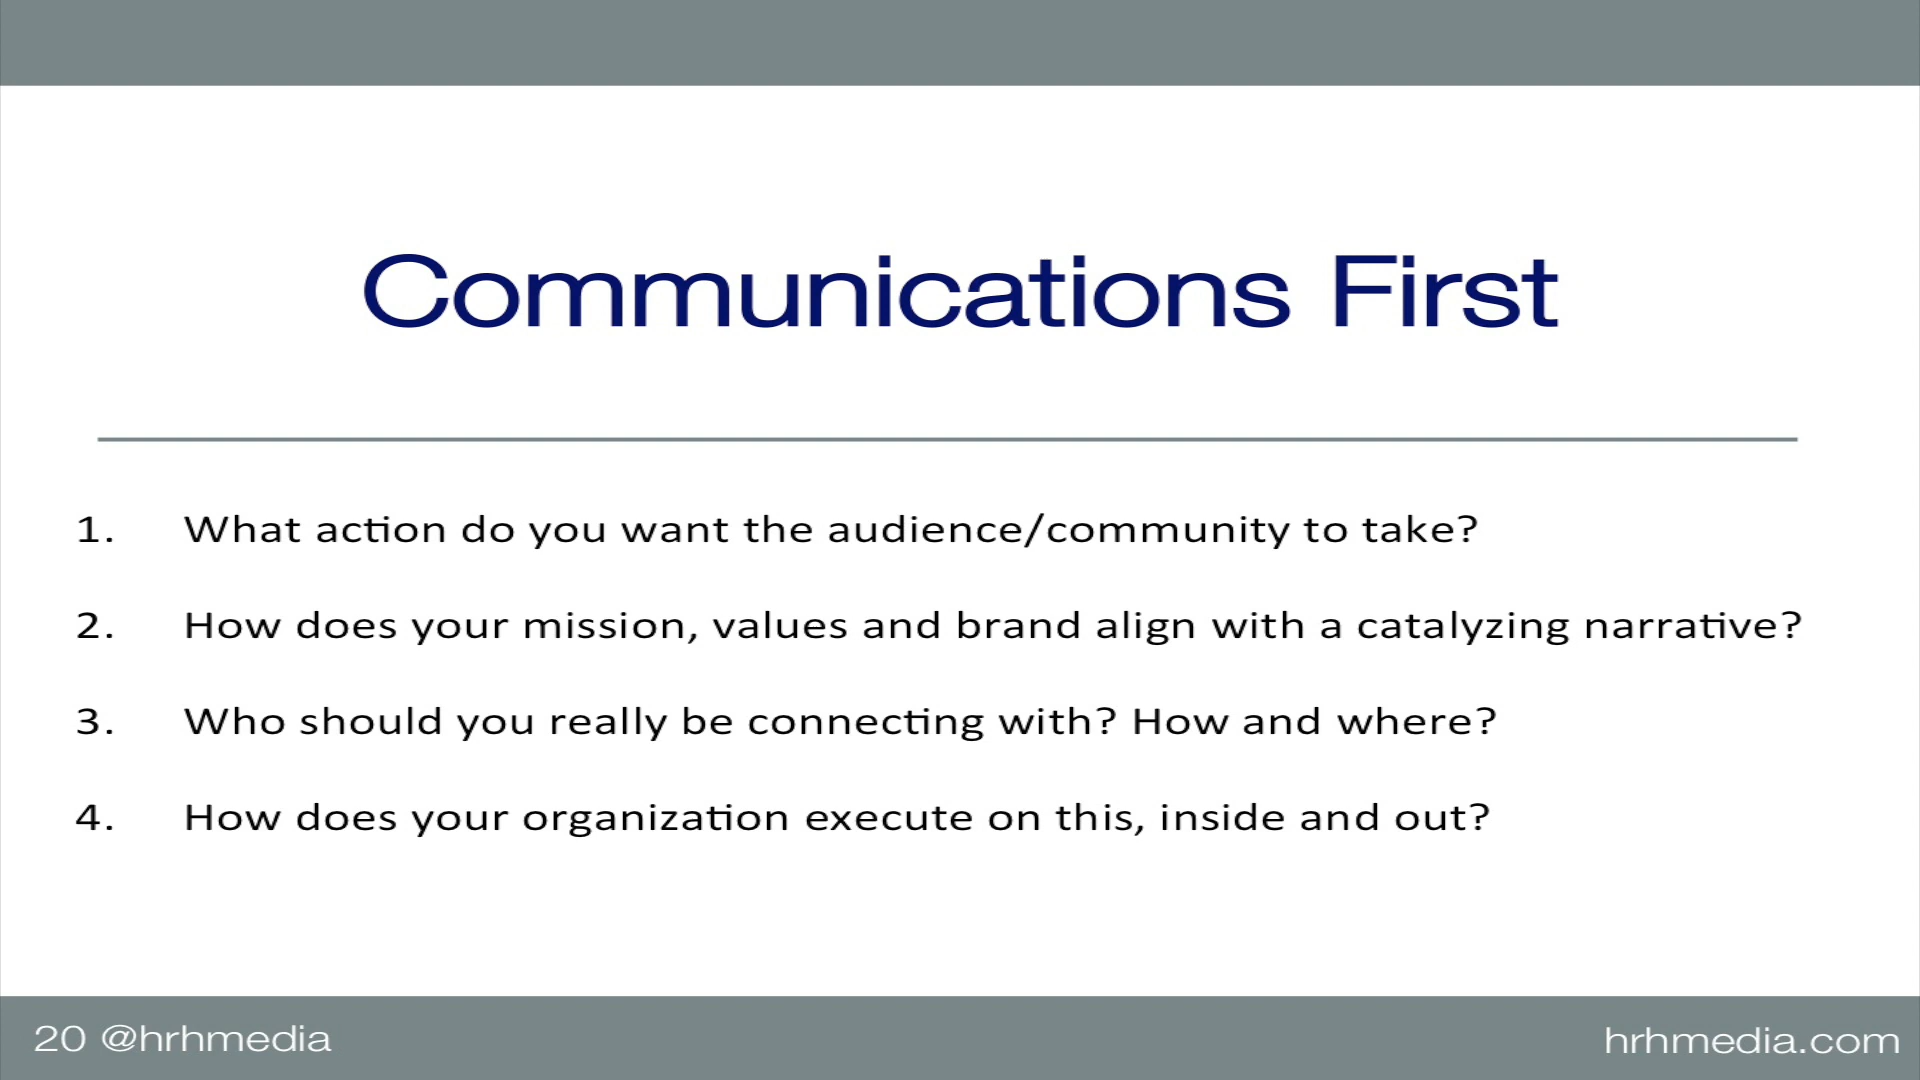 Communications First
1. What action do you want the audience/community to take?
2. How does your mission, values and brand align with a catalyzing narrative?
3. Who should you really be connecting with? How and where?
4. How does your organization execute on this, inside and out?
20 @hrhmedia
hrhmedia.com